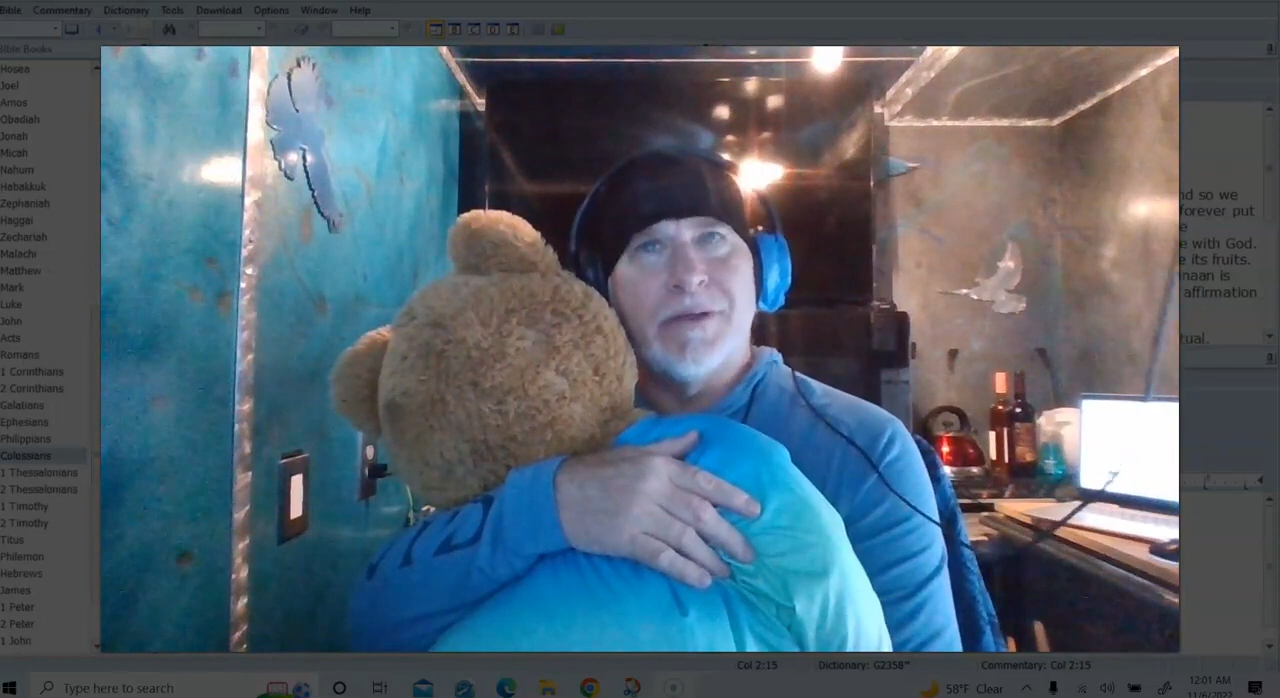 Bible Commentary Dictionary Tools Download Options Window Help
B C D E
Bible Books
Hosea
Joel
Amos
Obadiah
Jonah
Micah
Nahum
Habakkuk
Zephaniah
Haggai
Zechariah
Malachi
Matthew
Mark
Luke
John
Acts
Romans
1 Corinthians
2 Corinthians
Galatians
Ephesians
Philippians
Colossians
1 Thessalonians
2 Thessalonians
1 Timothy
2 Timothy
Titus
Philemon
Hebrews
James
1 Peter
2 Peter
1 John
nd so we
forever put
e
e with God.
e its fruits.
naan is
affirmation
tual.
Col 2:15 Dictionary: G2358" Commentary: Col 2:15
Type here to search
58°F Clear
12:01 AM
11/6/2022